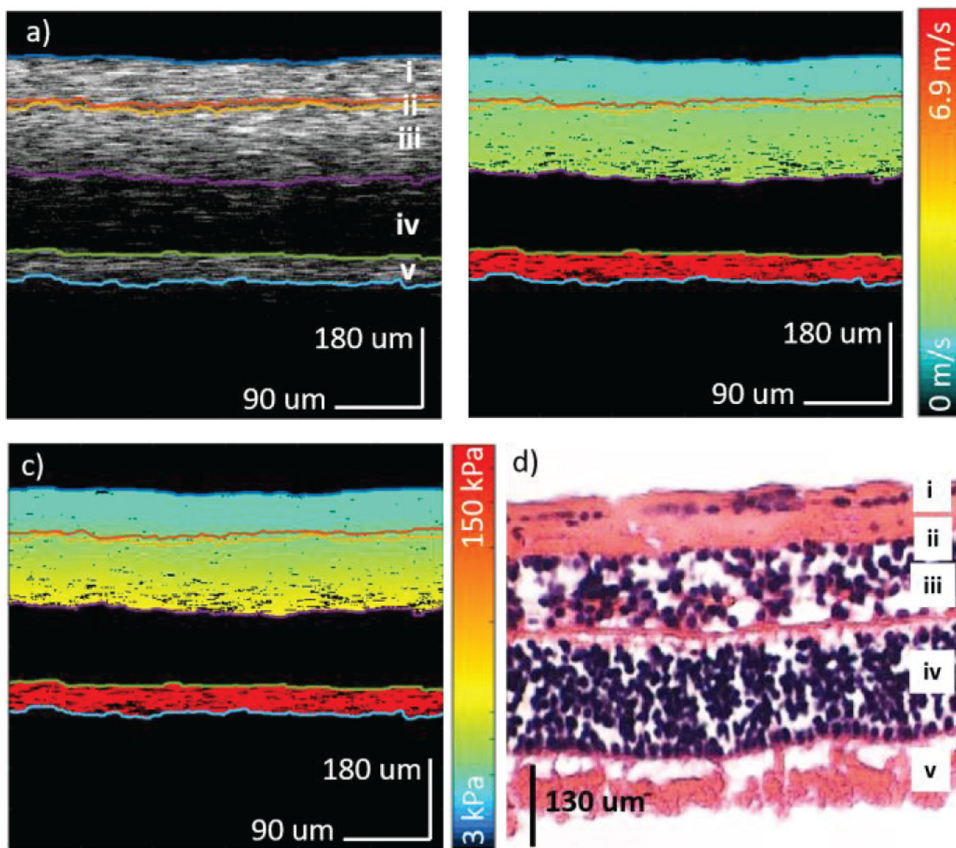 a)
i
ii
iii
iv
v
180 um
90 um
180 um
90 um
6.9 m/s
0 m/s
c)
180 um
90 um
150 kPa
3 kPa
d)
i
ii
iii
iv
v
130 um